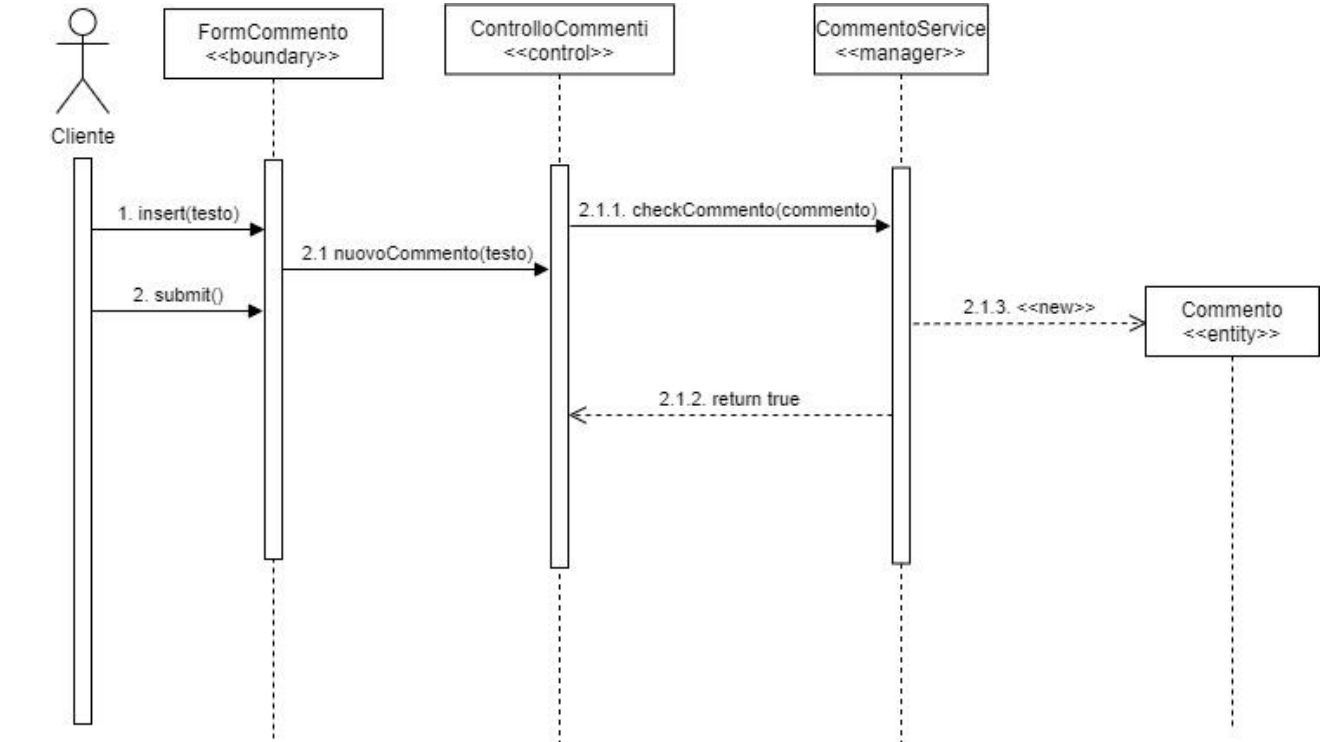 FormCommento
<<boundary>>
ControlloCommenti
<<control>>
CommentoService
<<manager>>
Cliente
1. insert(testo)
2.1.1. checkCommento(commento)
2.1 nuovoCommento(testo)
2. submit()
2.1.3. <<new>>
Commento
<<entity>>
2.1.2. return true